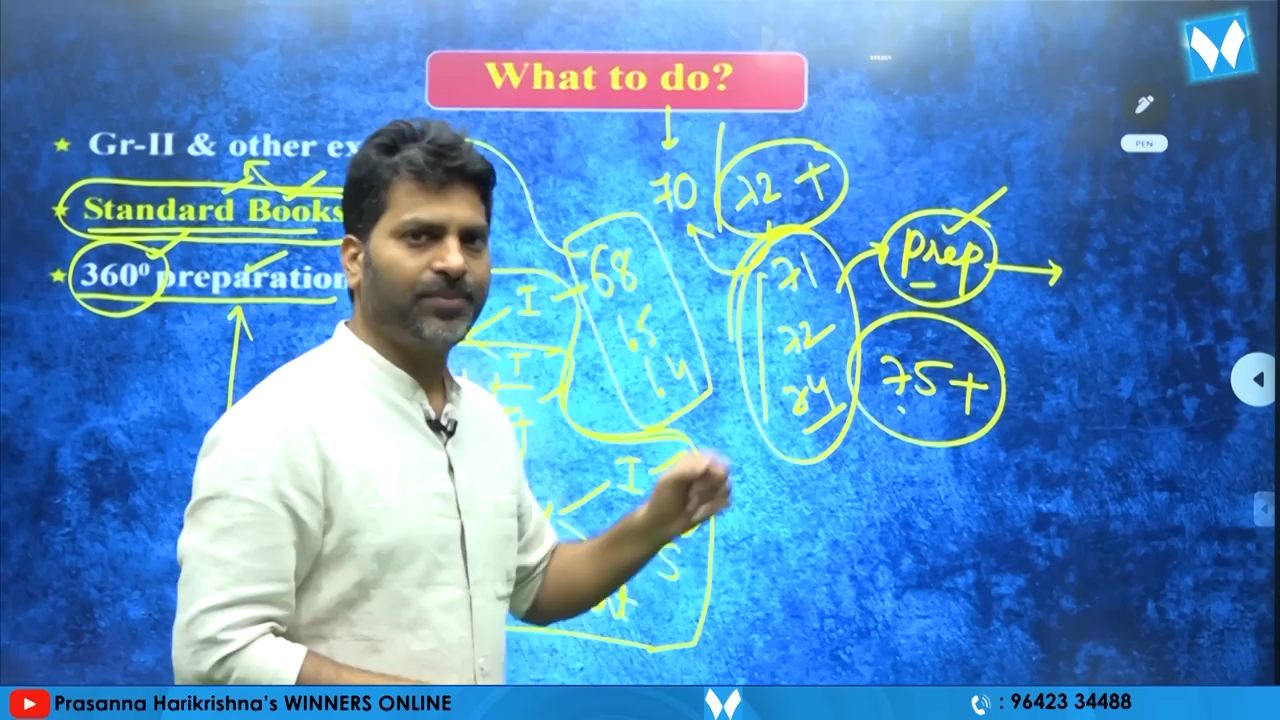 What to do?
PEN
Gr-II & other ex
Standard Books
360⁰ preparation
70
72 +
68
65
64
71
72
74
prep
75+
I
I
I
S
Prasanna Harikrishna's WINNERS ONLINE
: 96423 34488